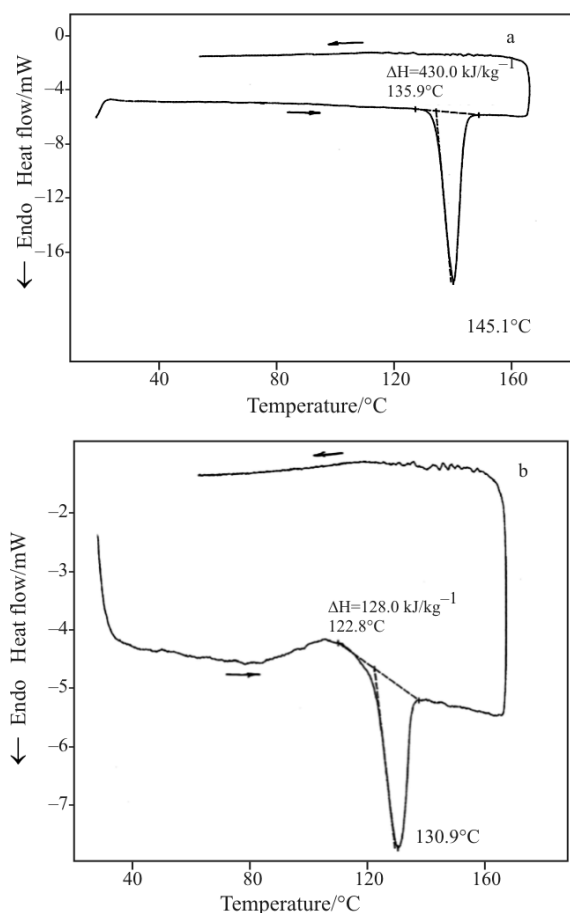 0
a
ΔH=430.0 kJ/kg⁻¹
−4
135.9°C
−8
−12
−16
← Endo Heat flow/mW
145.1°C
40
80
120
160
Temperature/°C
b
−2
−3
ΔH=128.0 kJ/kg⁻¹
122.8°C
−4
−5
−6
−7
← Endo Heat flow/mW
130.9°C
40
80
120
160
Temperature/°C